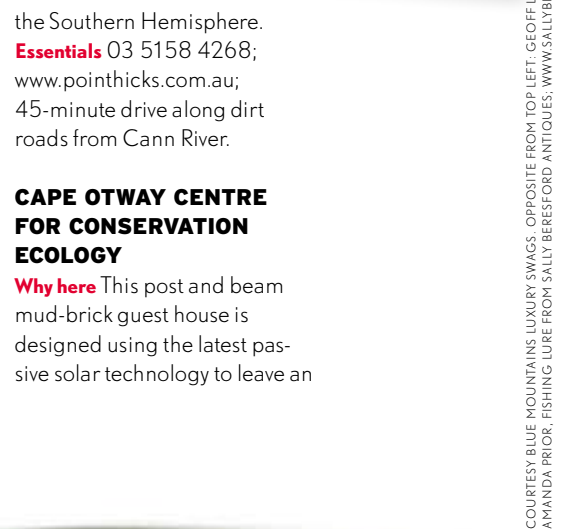 the Southern Hemisphere.
Essentials 03 5158 4268;
www.pointhicks.com.au;
45-minute drive along dirt
roads from Cann River.
CAPE OTWAY CENTRE
FOR CONSERVATION
ECOLOGY
Why here This post and beam
mud-brick guest house is
designed using the latest pas-
sive solar technology to leave an
COURTESY BLUE MOUNTAINS LUXURY SWAGS. OPPOSITE FROM TOP LEFT: GEOFF
AMANDA PRIOR, FISHING LURE FROM SALLY BERESFORD ANTIQUES;